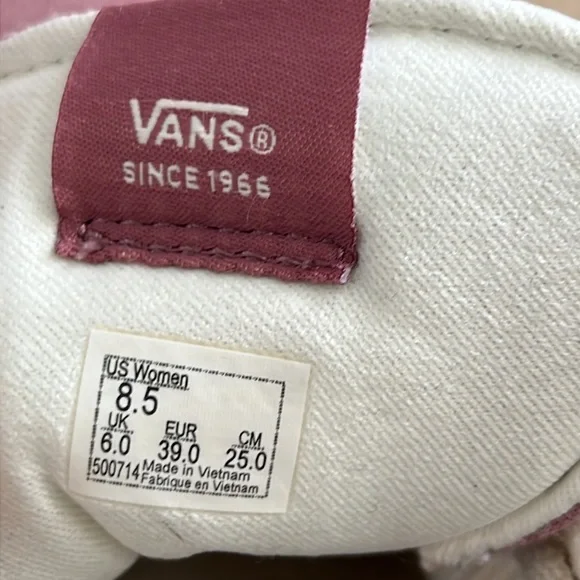 VANS®
SINCE 1966
US Women
8.5
UK EUR CM
6.0 39.0 25.0
500714 Made in Vietnam
Fabrique en Vietnam